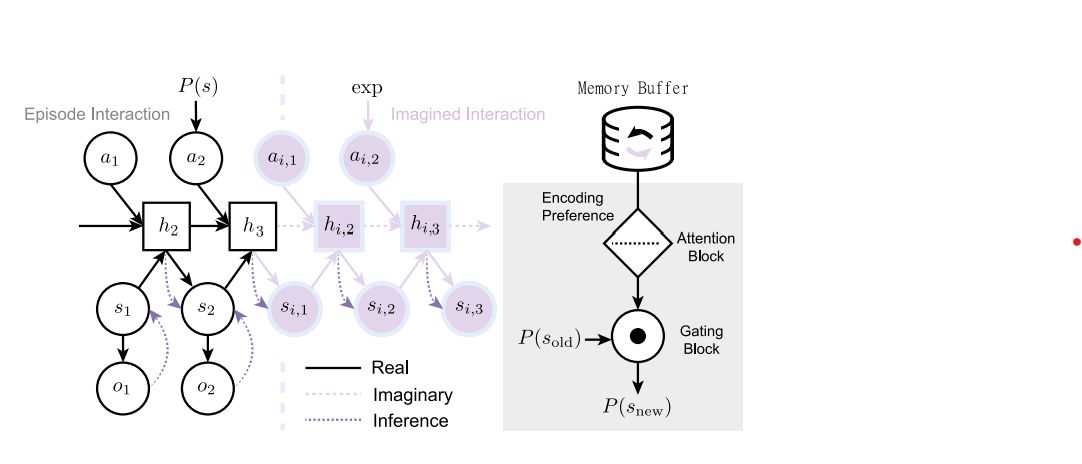 P(s)
exp
Memory Buffer
Episode Interaction
Imagined Interaction
a_1
a_2
a_{i,1}
a_{i,2}
Encoding
Preference
h_2
h_3
h_{i,2}
h_{i,3}
Attention
Block
s_1
s_2
s_{i,1}
s_{i,2}
s_{i,3}
P(s_{old})
Gating
Block
o_1
o_2
Real
Imaginary
Inference
P(s_{new})